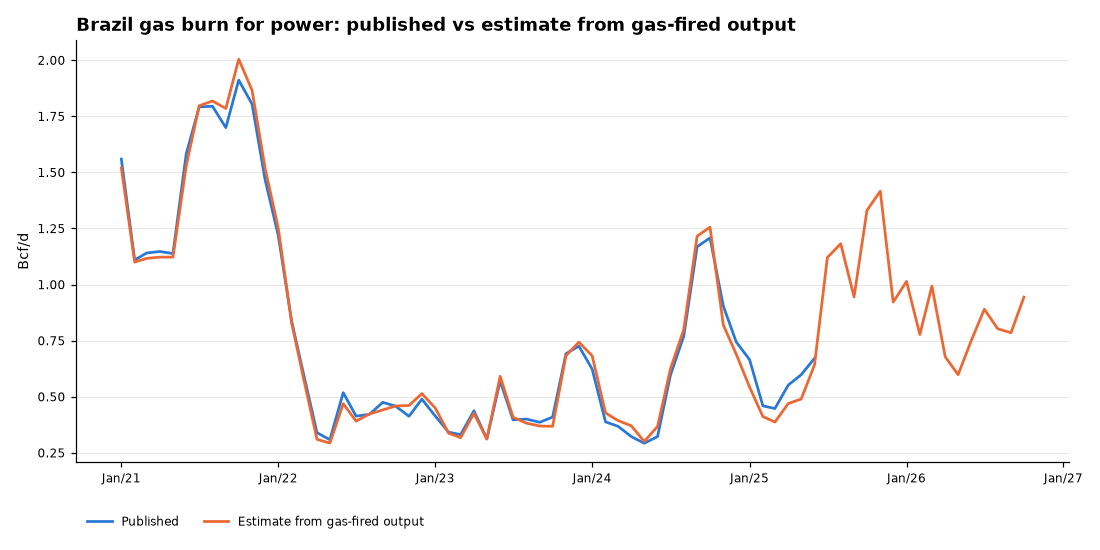 Brazil gas burn for power: published vs estimate from gas-fired output
Bcf/d
2.00
1.75
1.50
1.25
1.00
0.75
0.50
0.25
Jan/21 Jan/22 Jan/23 Jan/24 Jan/25 Jan/26 Jan/27
Published Estimate from gas-fired output